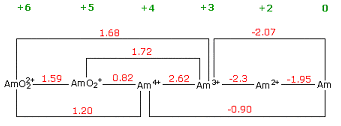 +6 +5 +4 +3 +2 0
1.68 -2.07
1.72
AmO₂²⁺ 1.59 AmO₂⁺ 0.82 Am⁴⁺ 2.62 Am³⁺ -2.3 Am²⁺ -1.95 Am
1.20 -0.90